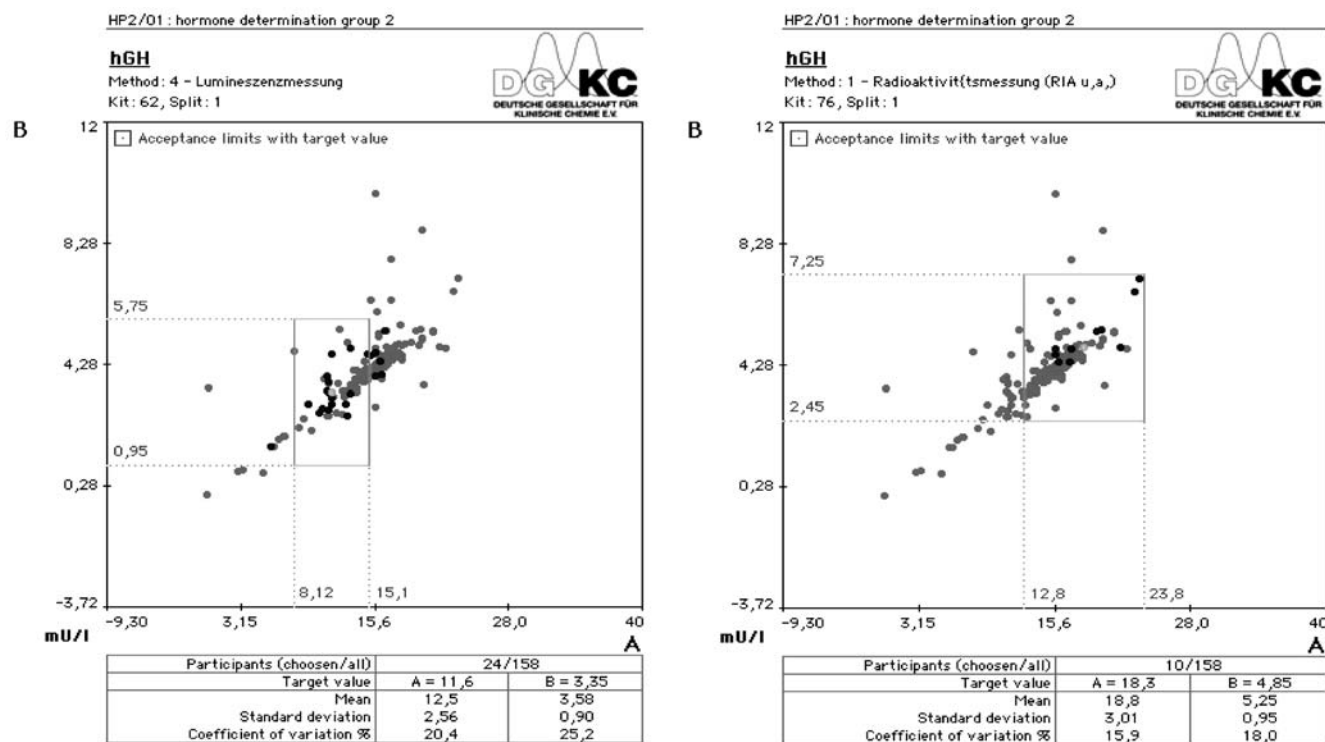 HP2/01 : hormone determination group 2
hGH
Method: 4 - Lumineszenzmessung
Kit: 62, Split: 1
DGKC
DEUTSCHE GESELLSCHAFT FÜR
KLINISCHE CHEMIE E.V.
B
12
Acceptance limits with target value
8,28
5,75
4,28
0,95
0,28
8,12 15,1
-3,72
-9,30 3,15 15,6 28,0 40
mU/l
A
Participants (choosen/all) 24/158
Target value A = 11,6 B = 3,35
Mean 12,5 3,58
Standard deviation 2,56 0,90
Coefficient of variation % 20,4 25,2
HP2/01 : hormone determination group 2
hGH
Method: 1 - Radioaktivit{tsmessung (RIA u,a,)
Kit: 76, Split: 1
DGKC
DEUTSCHE GESELLSCHAFT FÜR
KLINISCHE CHEMIE E.V.
B
12
Acceptance limits with target value
8,28
7,25
4,28
2,45
0,28
12,8 23,8
-3,72
-9,30 3,15 15,6 28,0 40
mU/l
A
Participants (choosen/all) 10/158
Target value A = 18,3 B = 4,85
Mean 18,8 5,25
Standard deviation 3,01 0,95
Coefficient of variation % 15,9 18,0